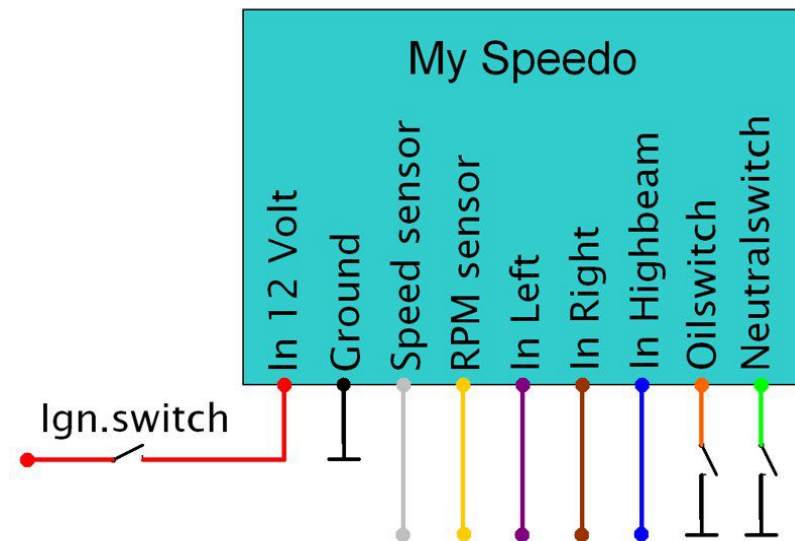 My Speedo
In 12 Volt
Ground
Speed sensor
RPM sensor
In Left
In Right
In Highbeam
Oilswitch
Neutralswitch
Ign.switch